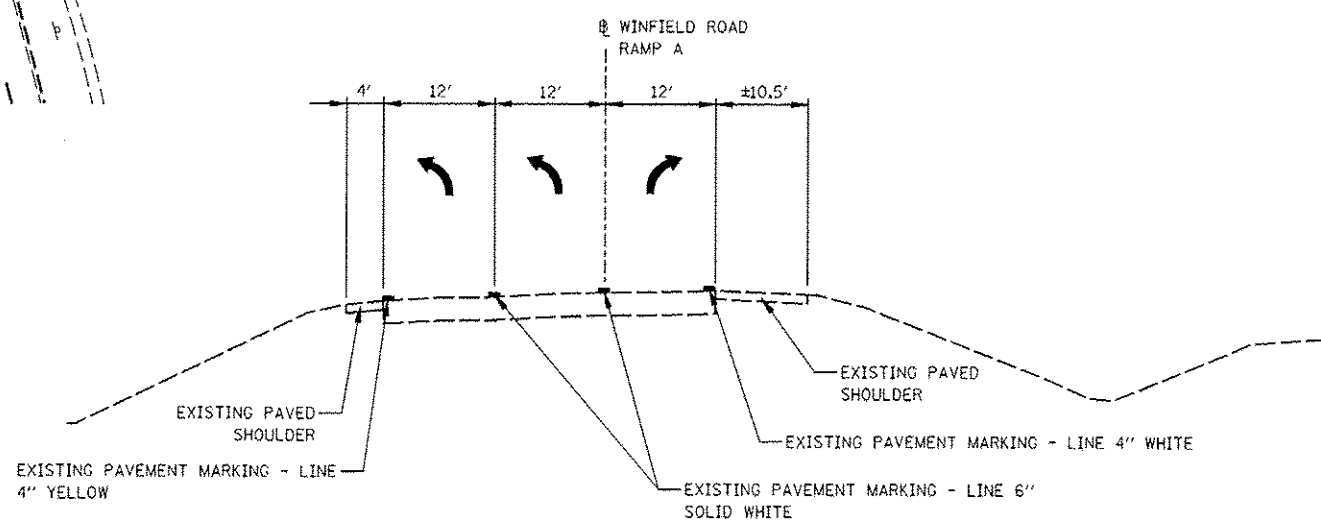 ℄ WINFIELD ROAD
RAMP A
4' 12' 12' 12' ±10.5'
EXISTING PAVED
SHOULDER
EXISTING PAVED
SHOULDER
EXISTING PAVEMENT MARKING - LINE 4" WHITE
EXISTING PAVEMENT MARKING - LINE
4" YELLOW
EXISTING PAVEMENT MARKING - LINE 6"
SOLID WHITE